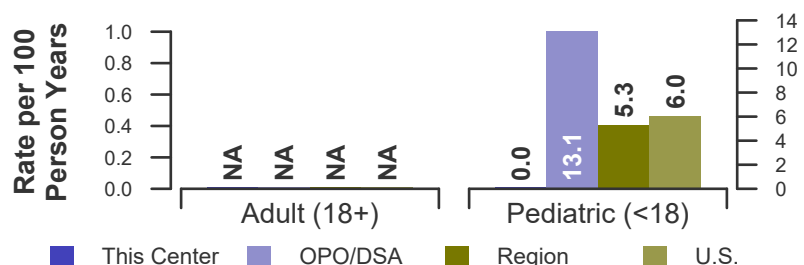 Rate per 100
Person Years
1.0
0.8
0.6
0.4
0.2
0.0
NA NA NA NA
0.0 13.1 5.3 6.0
14
12
10
8
6
4
2
0
Adult (18+) Pediatric (<18)
This Center OPO/DSA Region U.S.